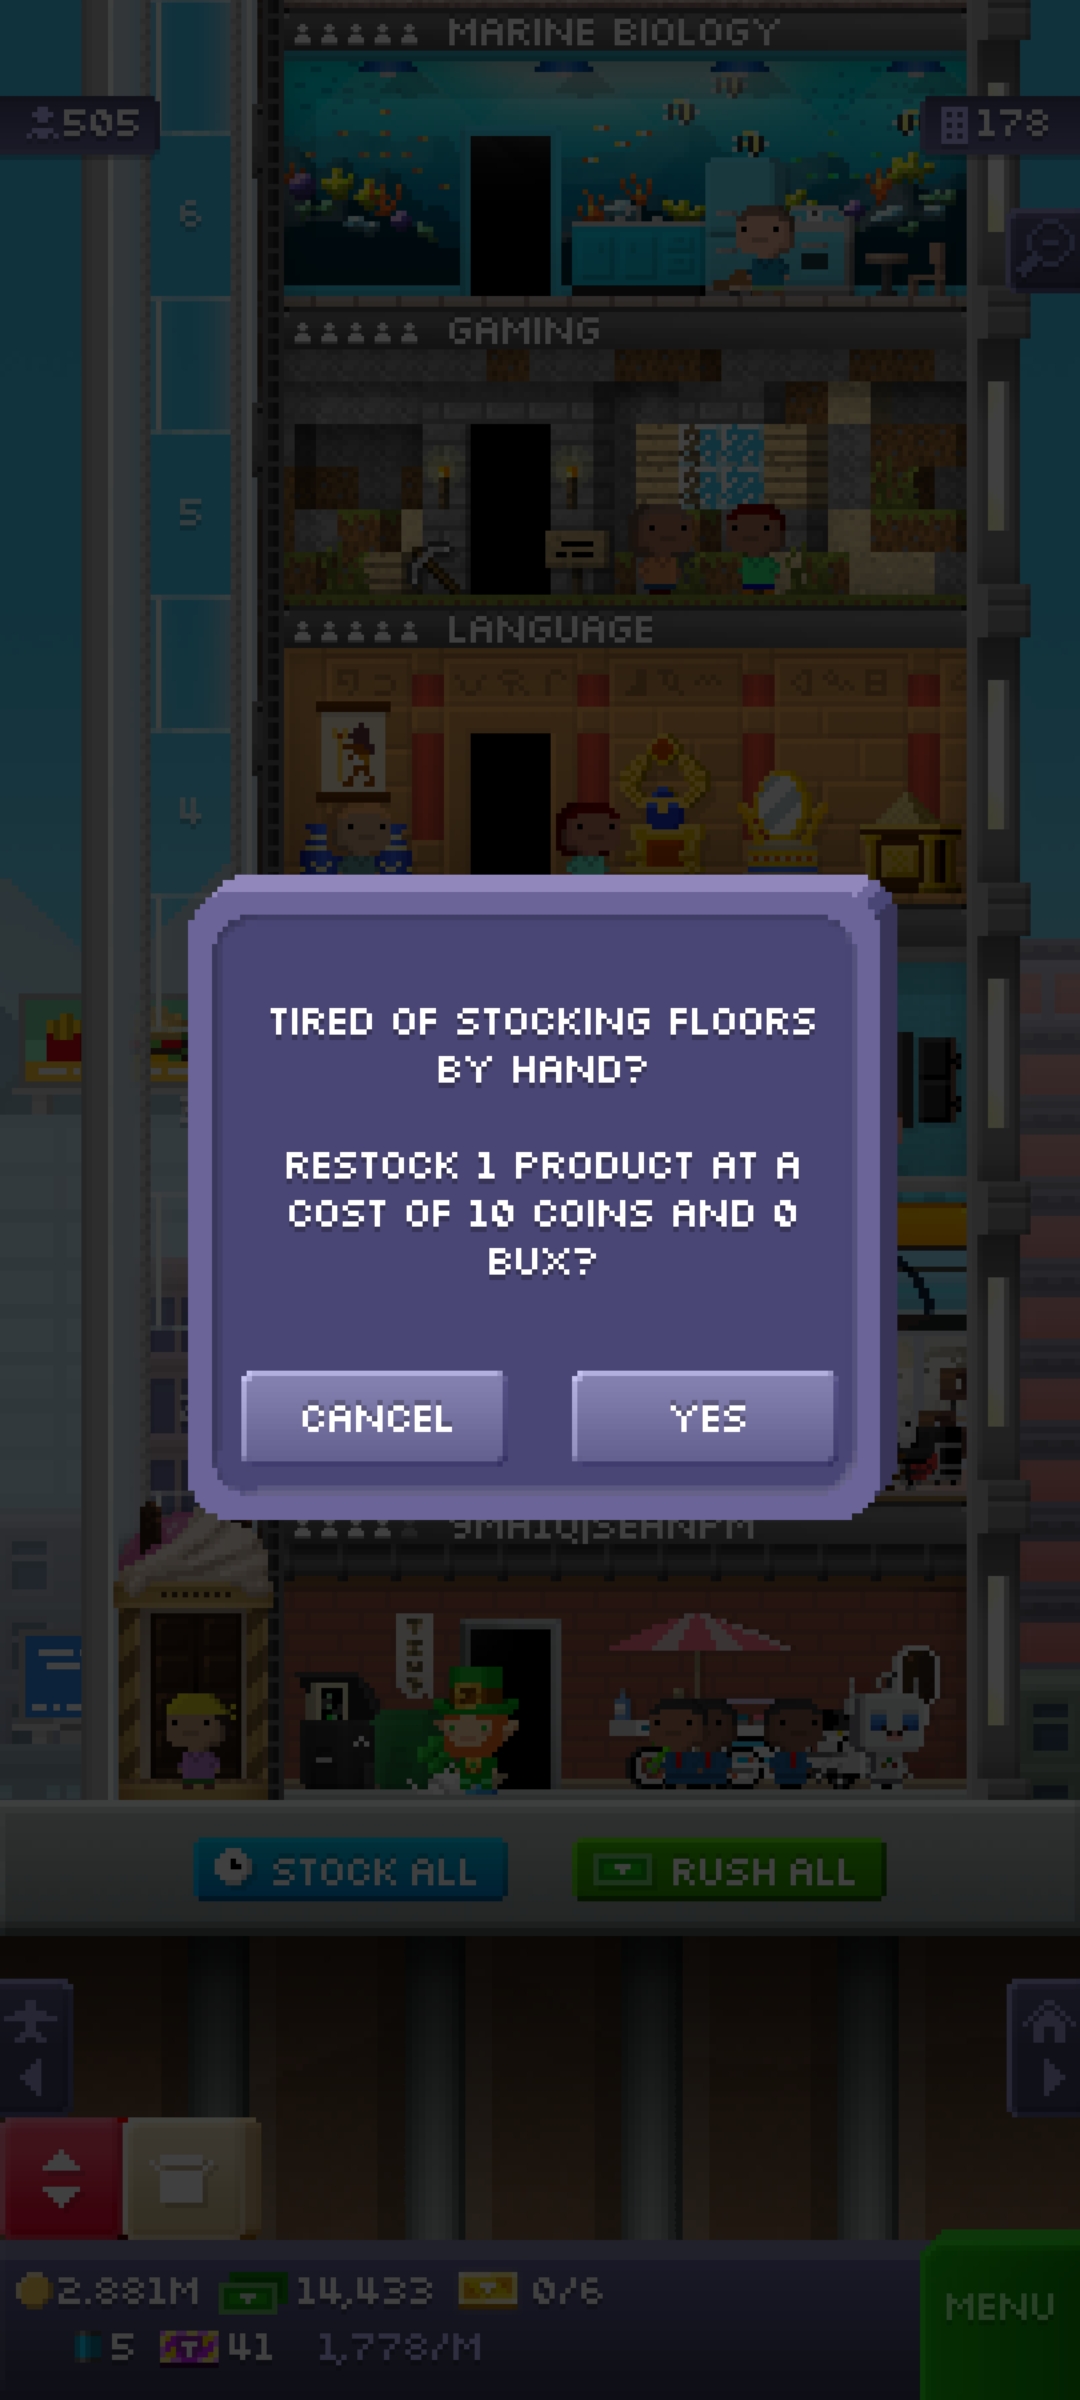 MARINE BIOLOGY
505
178
6
GAMING
5
LANGUAGE
4
TIRED OF STOCKING FLOORS
BY HAND?
RESTOCK 1 PRODUCT AT A
COST OF 10 COINS AND 0
BUX?
CANCEL
YES
STOCK ALL
RUSH ALL
2.881M
14,433
0/6
MENU
5
41
1,778/M